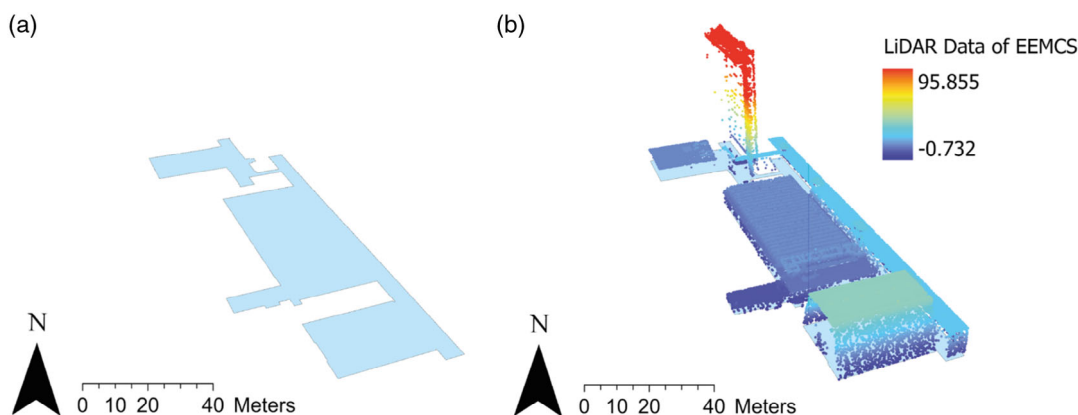 (a)
(b)
LiDAR Data of EEMCS
95.855
-0.732
N
0 10 20 40 Meters
N
0 10 20 40 Meters